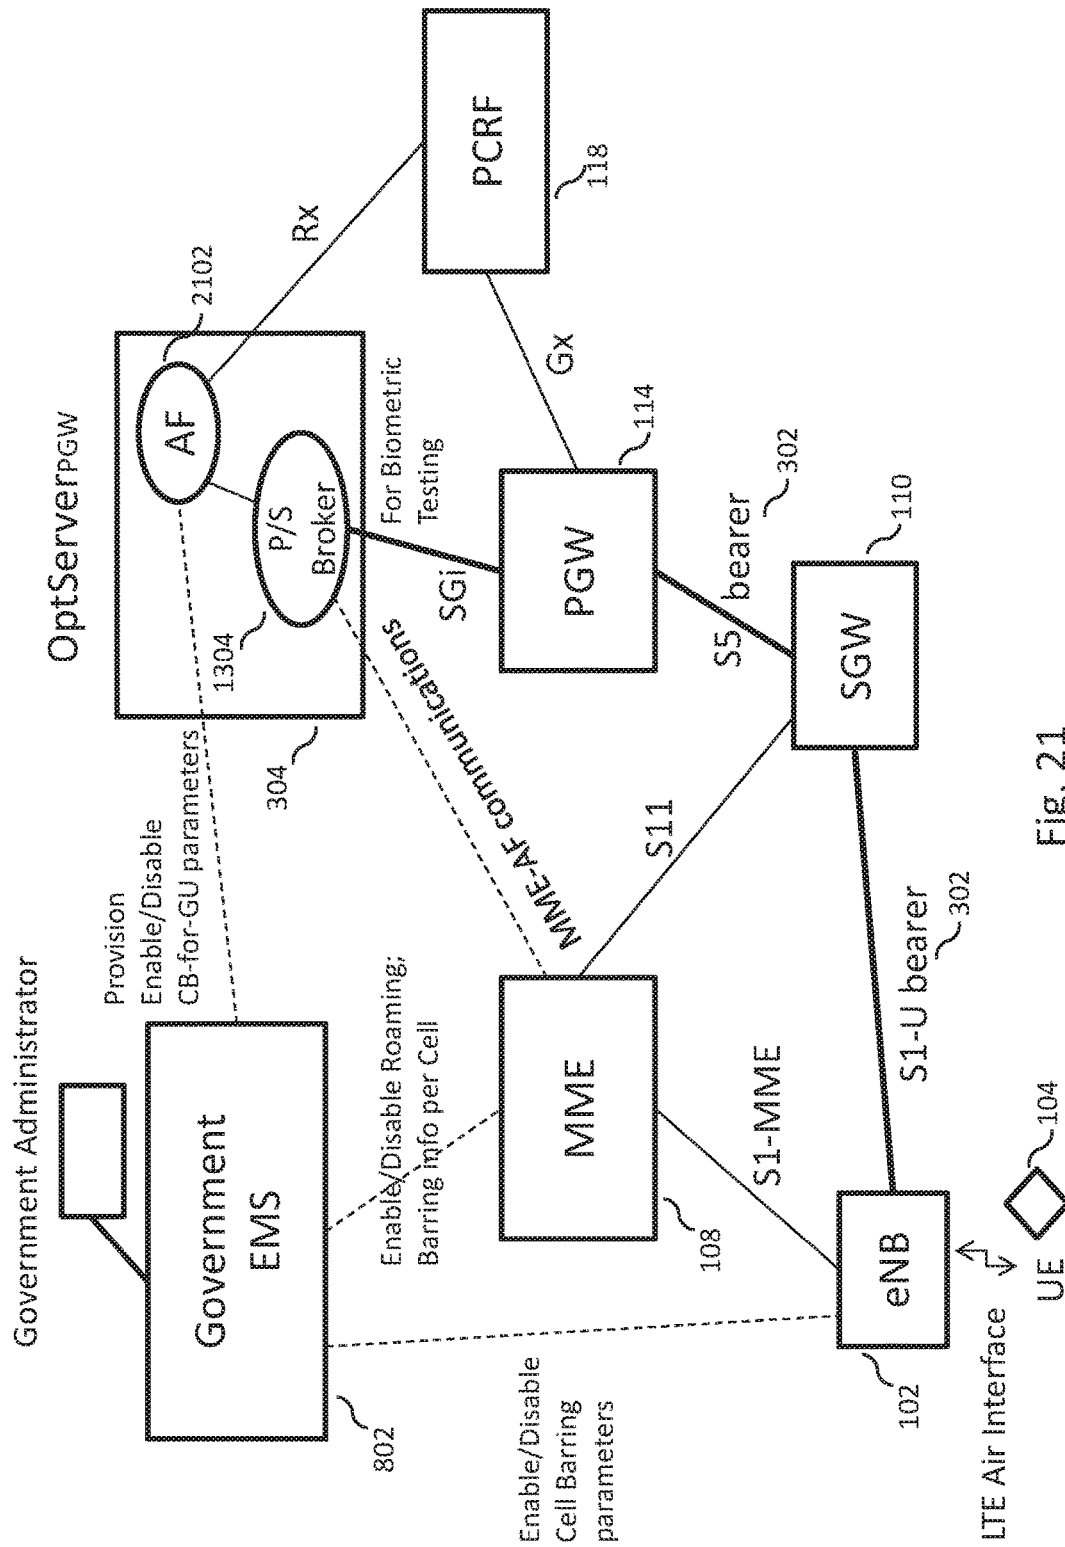 Government Administrator
OptServerPGW
Provision
Enable/Disable
CB-for-GU parameters
Government
EMS
802
304
1304
AF
2102
P/S
Broker
Rx
For Biometric
Testing
SGi
Enable/Disable Roaming;
Barring info per Cell
MME-AF communications
PCRF
118
Gx
Enable/Disable
Cell Barring
parameters
MME
108
PGW
114
S11
S5
bearer
302
S1-MME
SGW
110
eNB
102
S1-U bearer
302
LTE Air Interface
UE
104
Fig. 21